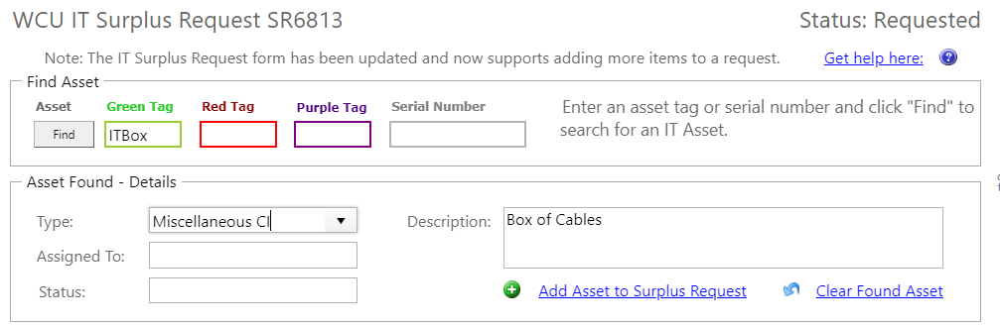 WCU IT Surplus Request SR6813 Status: Requested
Note: The IT Surplus Request form has been updated and now supports adding more items to a request. Get help here: ?
Find Asset
Asset Green Tag Red Tag Purple Tag Serial Number
Enter an asset tag or serial number and click "Find" to
search for an IT Asset.
Find ITBox
Asset Found - Details
Type: Miscellaneous CI Description: Box of Cables
Assigned To:
Status:
Add Asset to Surplus Request Clear Found Asset